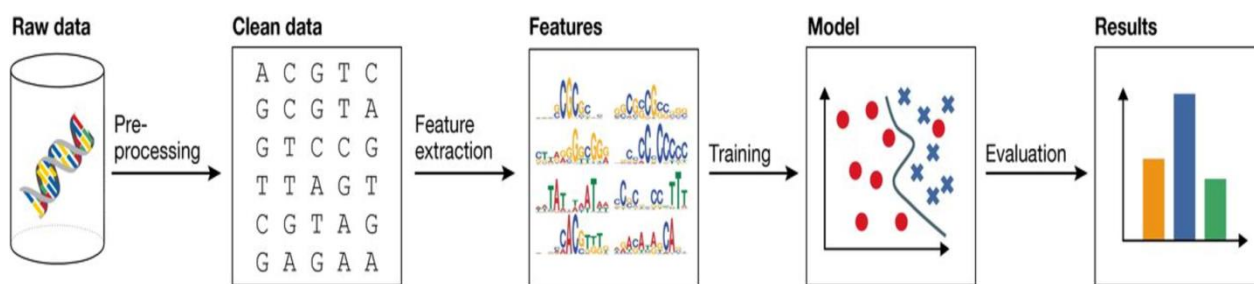 Raw data
Pre-
processing
Clean data
A C G T C
G C G T A
G T C C G
T T A G T
C G T A G
G A G A A
Feature
extraction
Features
Training
Model
Evaluation
Results